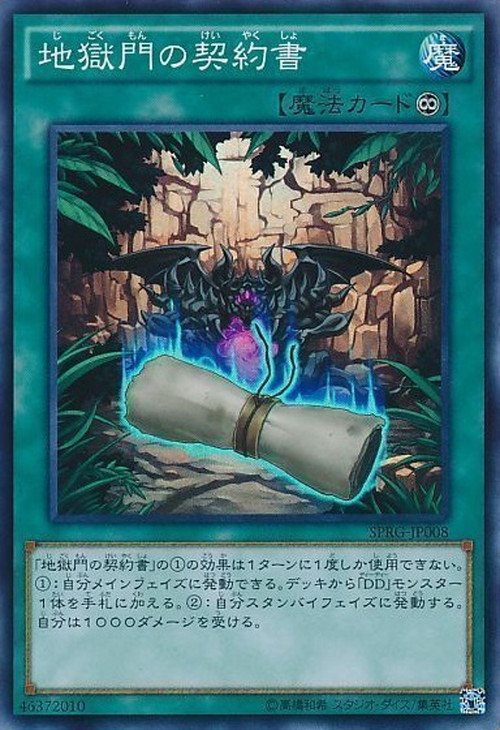 地獄門の契約書
魔
【魔法カード】
SPRG-JP008
「地獄門の契約書」の①の効果は１ターンに１度しか使用できない。
①：自分メインフェイズに発動できる。デッキから「DD」モンスター
１体を手札に加える。②：自分スタンバイフェイズに発動する。
自分は１０００ダメージを受ける。
46372010
©高橋和希 スタジオ・ダイス/集英社